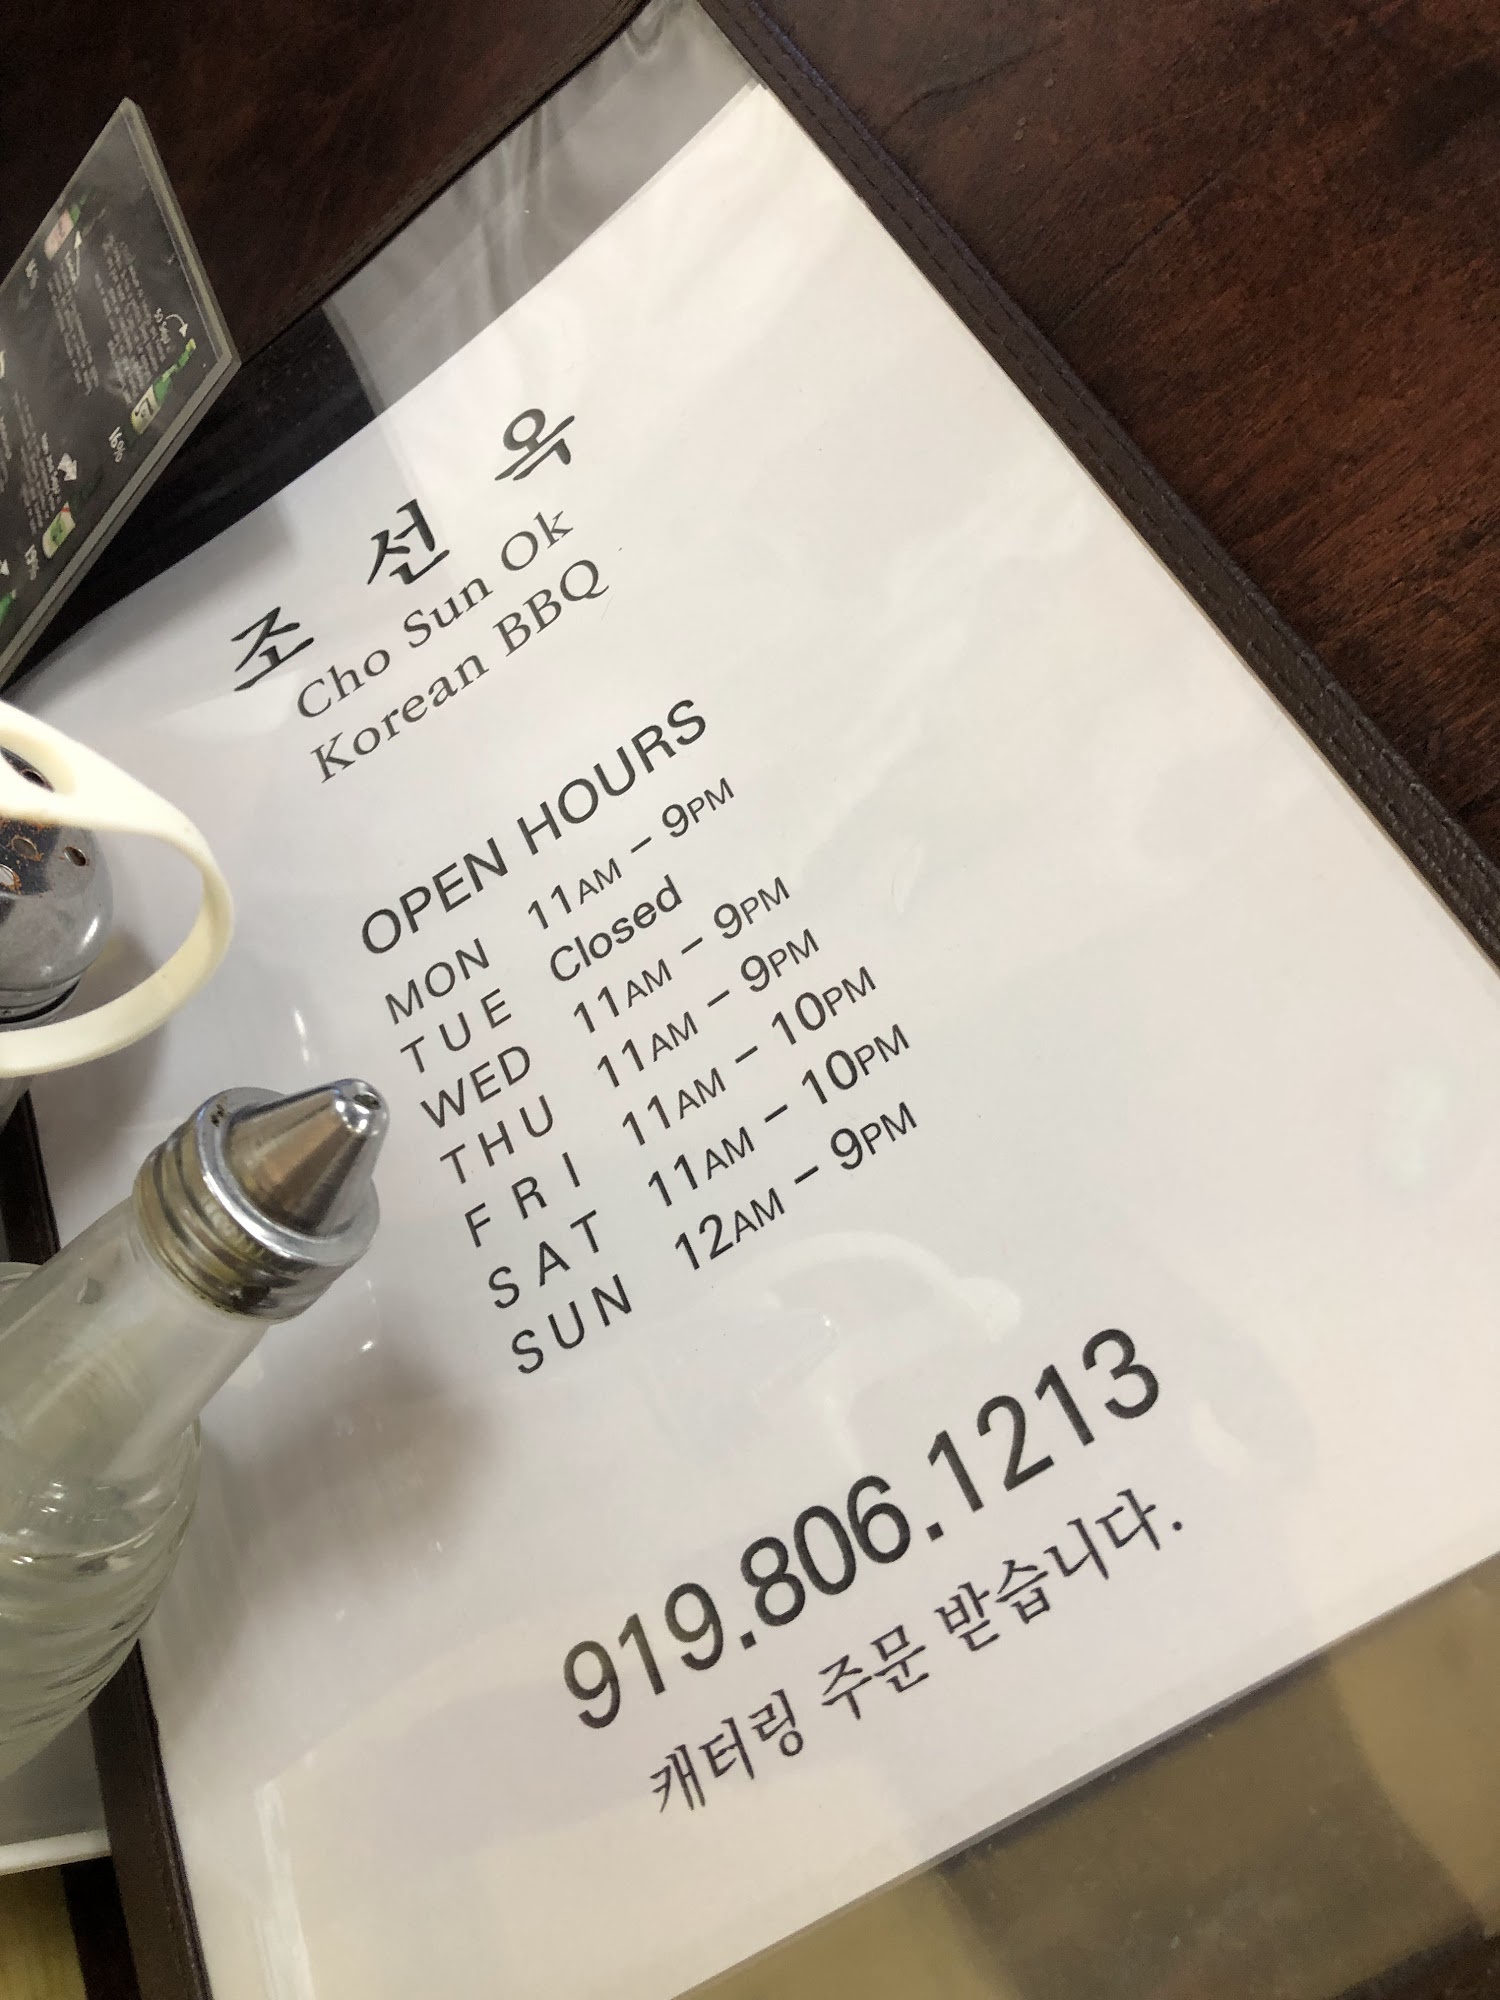 조 선 옥
Cho Sun Ok
Korean BBQ
OPEN HOURS
MON 11AM – 9PM
TUE Closed
WED 11AM – 9PM
THU 11AM – 9PM
FRI 11AM – 10PM
SAT 11AM – 10PM
SUN 12AM – 9PM
919.806.1213
캐터링 주문 받습니다.
16%